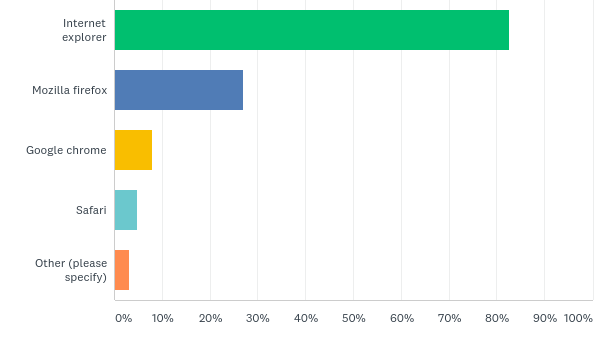 Internet
explorer
Mozilla firefox
Google chrome
Safari
Other (please
specify)
0% 10% 20% 30% 40% 50% 60% 70% 80% 90% 100%